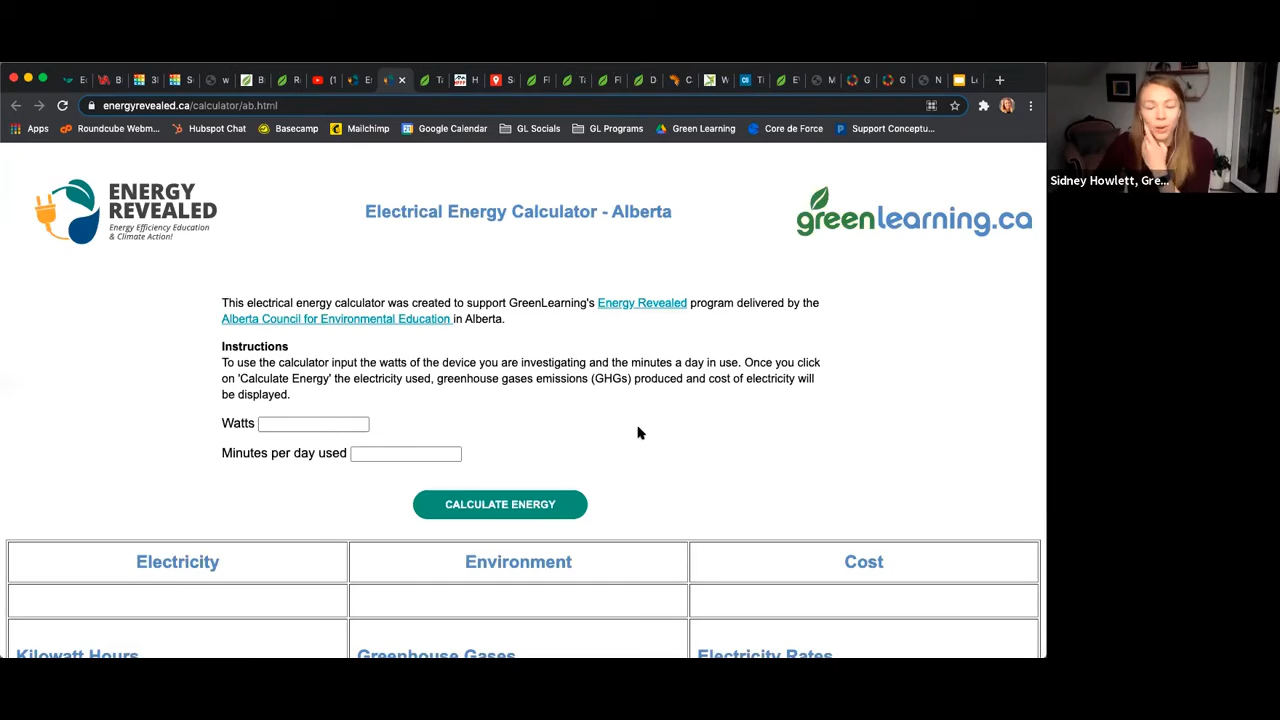 energyrevealed.ca/calculator/ab.html
Apps Roundcube Webm... Hubspot Chat Basecamp Mailchimp Google Calendar GL Socials GL Programs Green Learning Core de Force Support Conceptu...
Sidney Howlett, Gre...
ENERGY
REVEALED
Energy Efficiency Education
& Climate Action!
Electrical Energy Calculator - Alberta
greenlearning.ca
This electrical energy calculator was created to support GreenLearning's Energy Revealed program delivered by the
Alberta Council for Environmental Education in Alberta.
Instructions
To use the calculator input the watts of the device you are investigating and the minutes a day in use. Once you click
on 'Calculate Energy' the electricity used, greenhouse gases emissions (GHGs) produced and cost of electricity will
be displayed.
Watts
Minutes per day used
CALCULATE ENERGY
Electricity Environment Cost
Kilowatt Hours Greenhouse Gases Electricity Rates